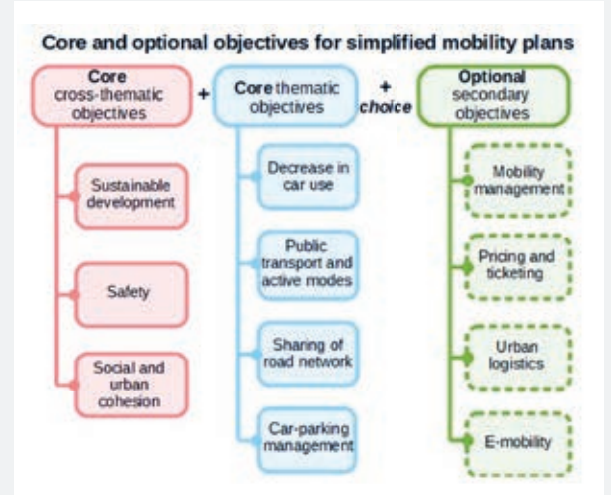 Core and optional objectives for simplified mobility plans
Core
cross-thematic
objectives
+
Core thematic
objectives
+
choice
Optional
secondary
objectives
Sustainable
development
Safety
Social and
urban
cohesion
Decrease in
car use
Public
transport and
active modes
Sharing of
road network
Car-parking
management
Mobility
management
Pricing and
ticketing
Urban
logistics
E-mobility